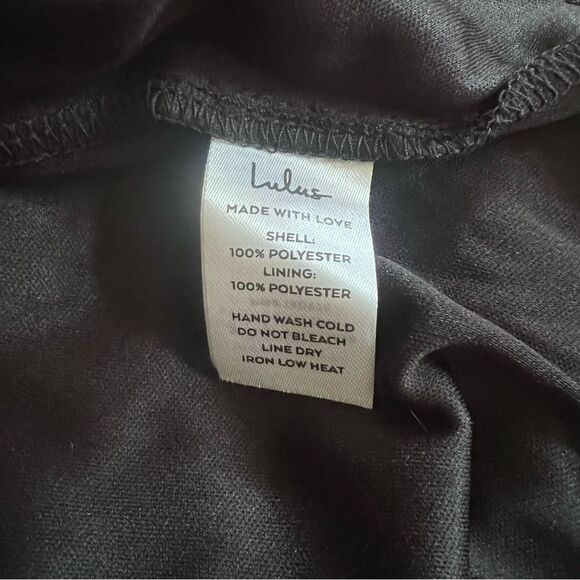 Lulus
MADE WITH LOVE
SHELL:
100% POLYESTER
LINING:
100% POLYESTER
HAND WASH COLD
DO NOT BLEACH
LINE DRY
IRON LOW HEAT